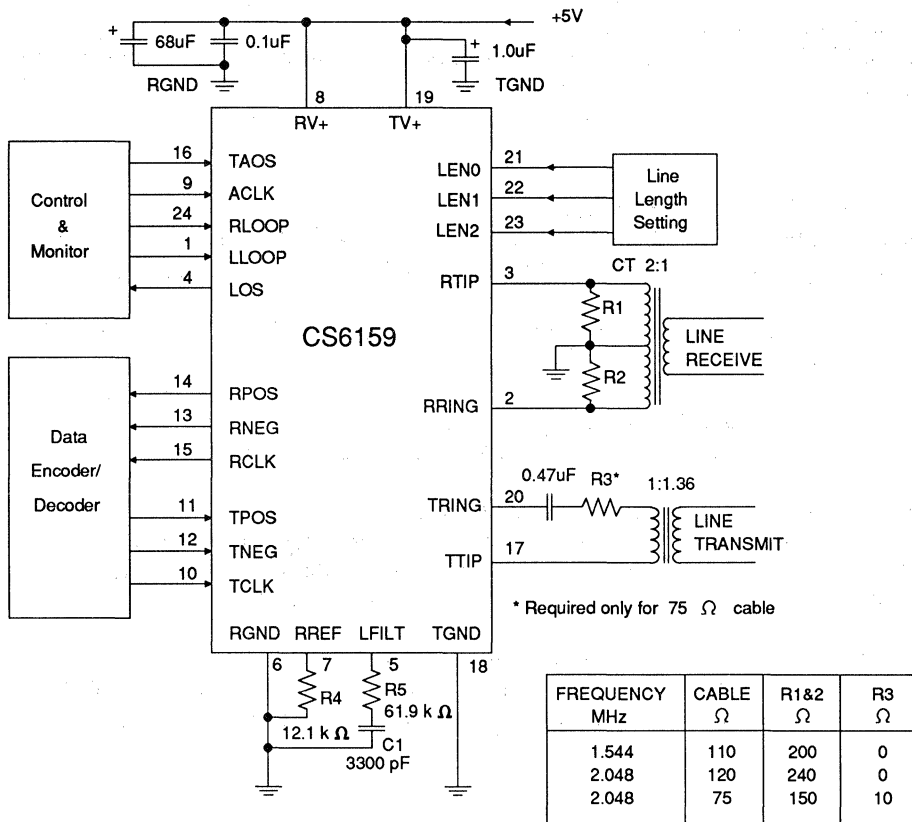 +5V
+
68uF
0.1uF
+
1.0uF
RGND
TGND
8
19
RV+
TV+
Control
&
Monitor
16
TAOS
9
ACLK
24
RLOOP
1
LLOOP
4
LOS
LEN0
21
LEN1
22
LEN2
23
Line
Length
Setting
CT 2:1
RTIP
3
R1
R2
LINE
RECEIVE
RRING
2
CS6159
Data
Encoder/
Decoder
14
RPOS
13
RNEG
15
RCLK
11
TPOS
12
TNEG
10
TCLK
0.47uF
R3*
1:1.36
TRING
20
LINE
TRANSMIT
TTIP
17
* Required only for 75 Ω cable
RGND
RREF
LFILT
TGND
6
7
5
18
R4
12.1 k Ω
R5
61.9 k Ω
C1
3300 pF
FREQUENCY MHz CABLE Ω R1&2 Ω R3 Ω
1.544 110 200 0
2.048 120 240 0
2.048 75 150 10